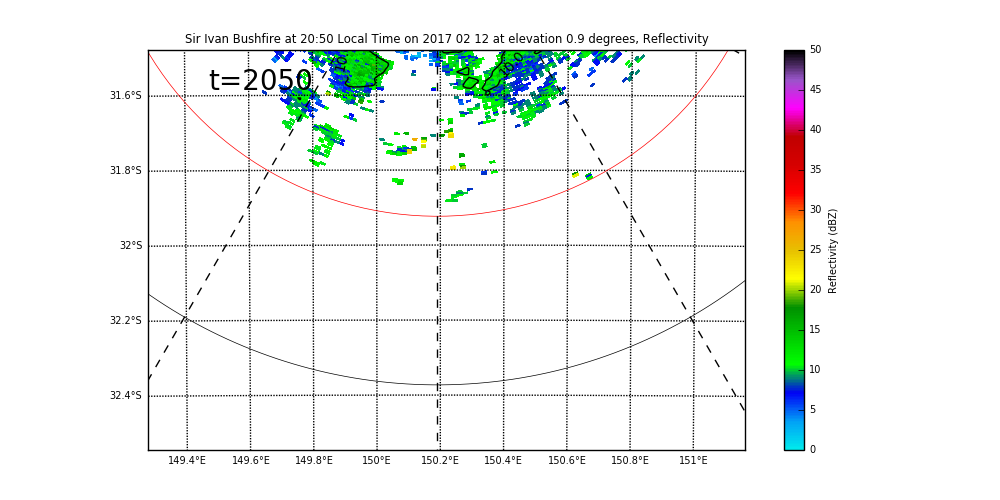 Sir Ivan Bushfire at 20:50 Local Time on 2017 02 12 at elevation 0.9 degrees, Reflectivity
t=2050
31.6°S
31.8°S
32°S
32.2°S
32.4°S
149.4°E 149.6°E 149.8°E 150°E 150.2°E 150.4°E 150.6°E 150.8°E 151°E
50
45
40
35
30
25
20
15
10
5
0
Reflectivity (dBZ)